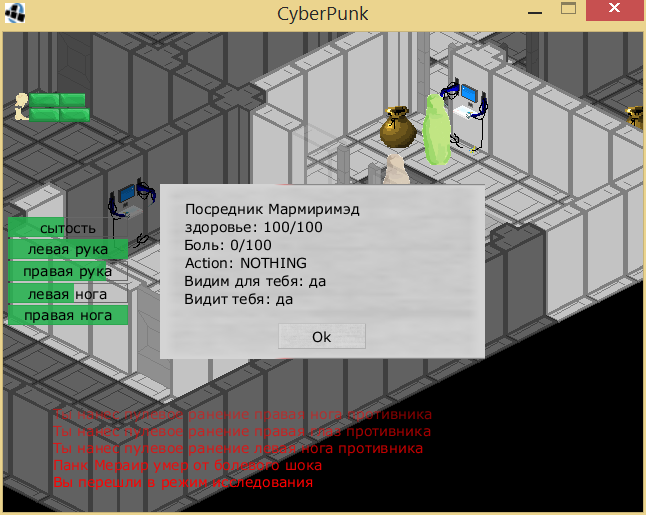 CyberPunk
сытость
левая рука
правая рука
левая нога
правая нога
Посредник Мармиримэд
здоровье: 100/100
Боль: 0/100
Action: NOTHING
Видим для тебя: да
Видит тебя: да
Ok
Ты нанес пулевое ранение правая нога противника
Ты нанес пулевое ранение правая нога противника
Ты нанес пулевое ранение левая нога противника
Панк Мераир умер от болевого шока
Вы перешли в режим исследования